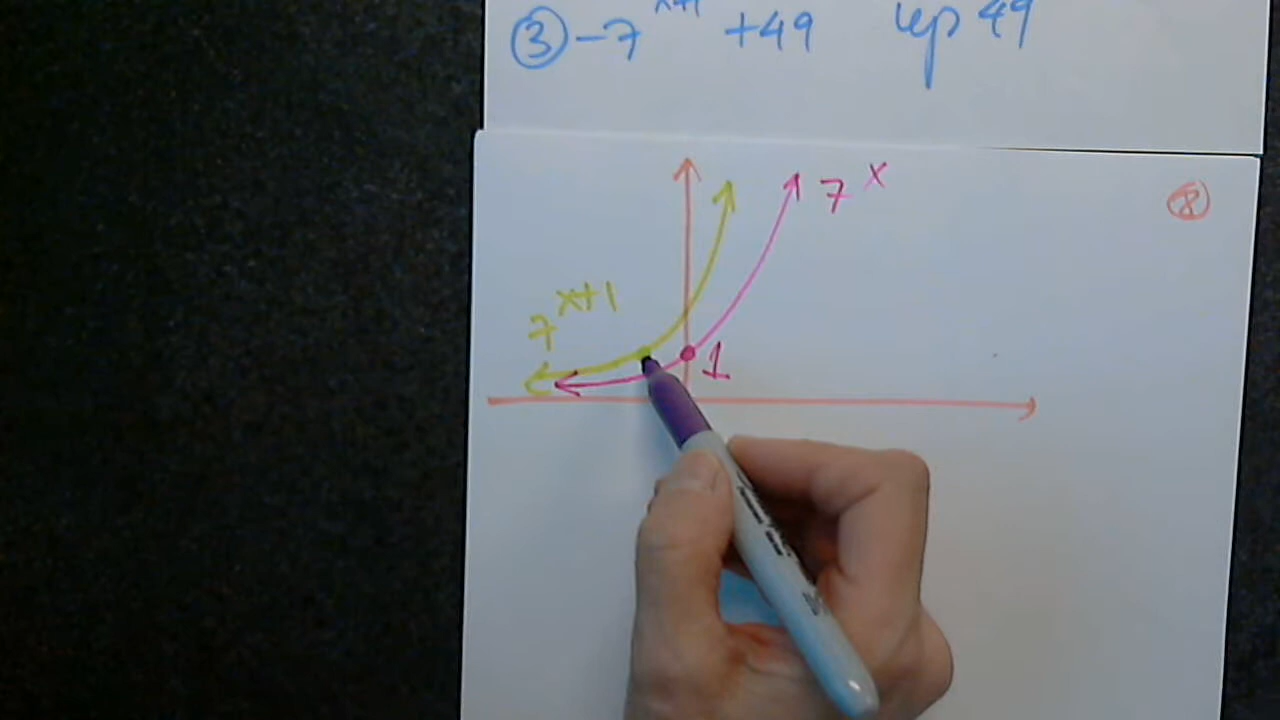 ③ -7^{x+1} +49 up 49
7^x
⑧
7^{x+1}
1